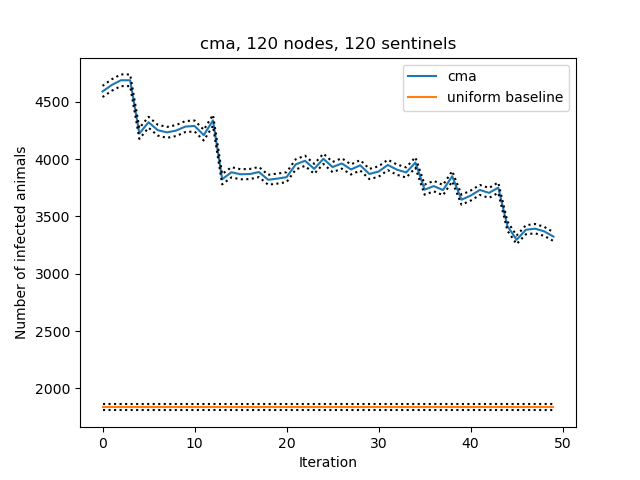 cma, 120 nodes, 120 sentinels
cma
uniform baseline
Number of infected animals
4500
4000
3500
3000
2500
2000
0 10 20 30 40 50
Iteration